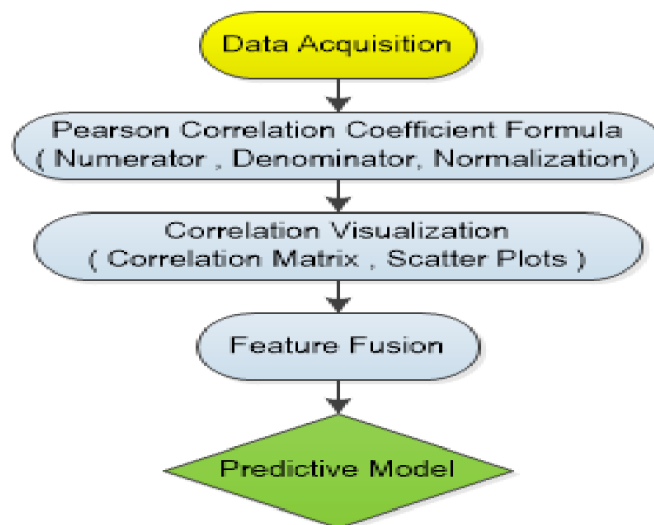 Data Acquisition
Pearson Correlation Coefficient Formula
( Numerator , Denominator, Normalization)
Correlation Visualization
( Correlation Matrix , Scatter Plots )
Feature Fusion
Predictive Model